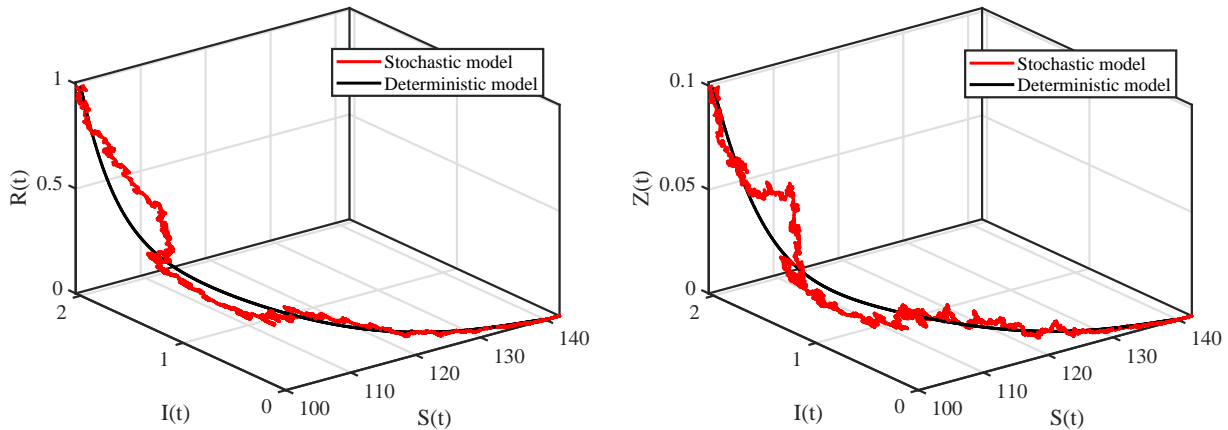 Stochastic model
Deterministic model
R(t)
1
0.5
0
2
1
0
I(t)
100
110
120
130
140
S(t)
Stochastic model
Deterministic model
Z(t)
0.1
0.05
0
2
1
0
I(t)
100
110
120
130
140
S(t)